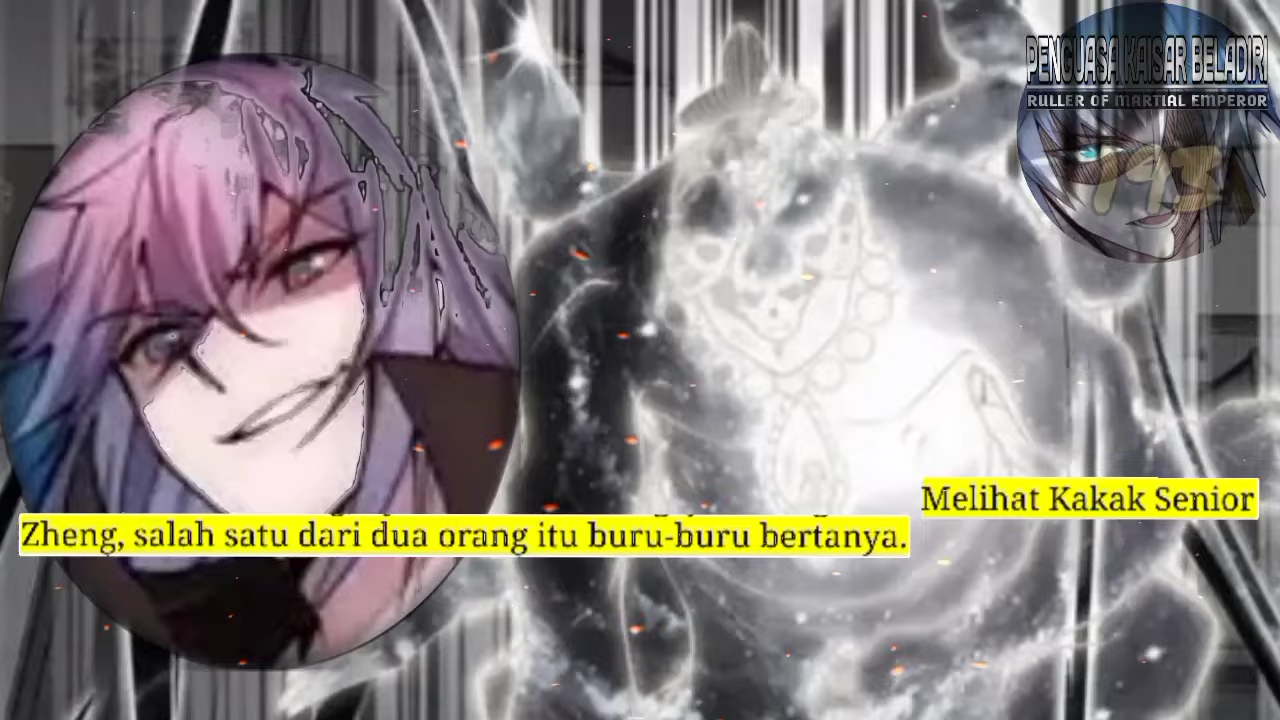 PENGUASA KAISAR BELADIRI
RULLER OF MARTIAL EMPEROR
Melihat Kakak Senior
Zheng, salah satu dari dua orang itu buru-buru bertanya.